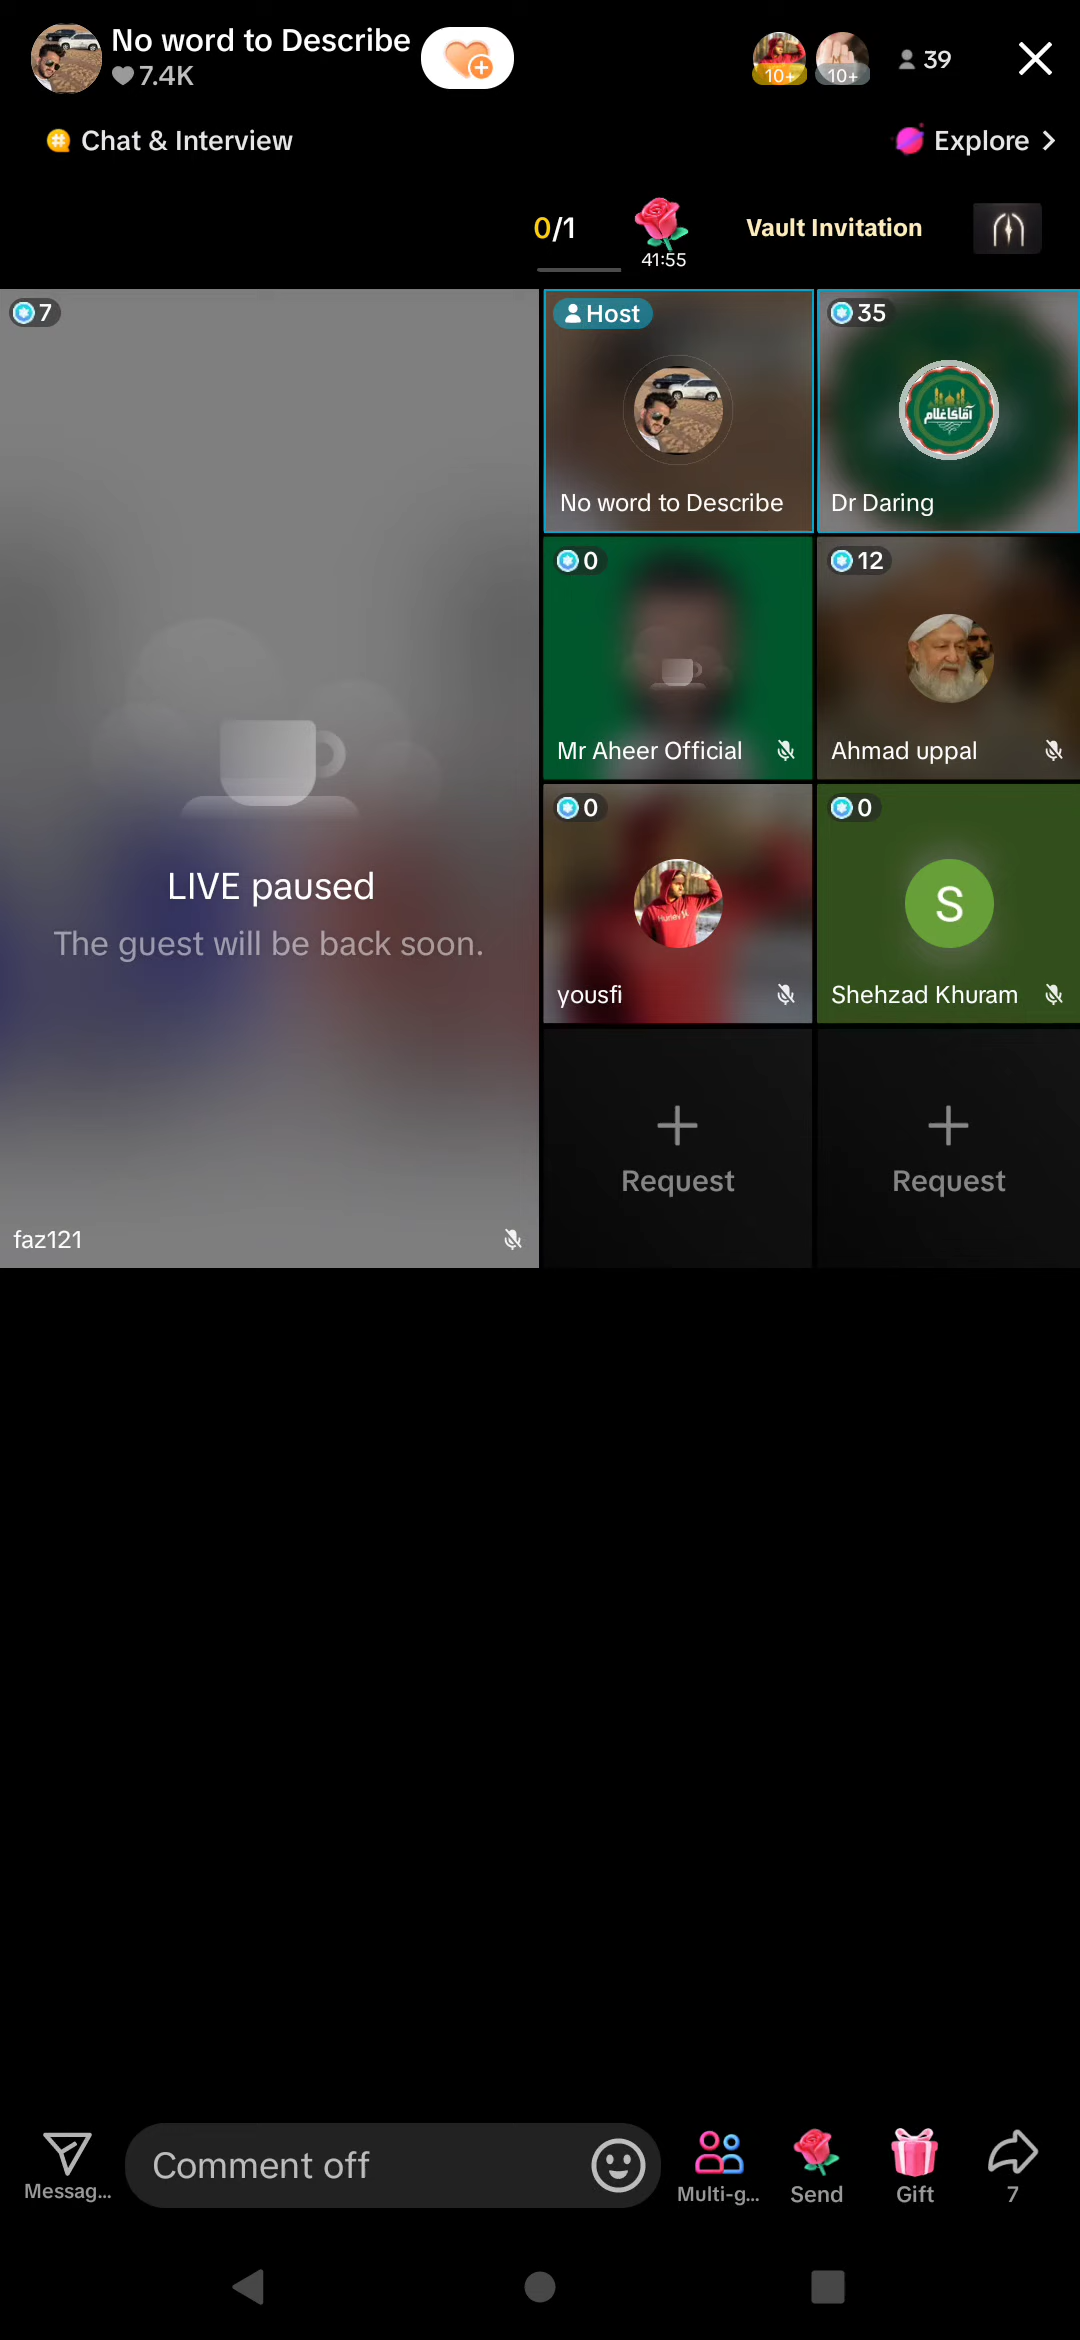 No word to Describe
7.4K
10+
10+
39
Chat & Interview
Explore
0/1
41:55
Vault Invitation
7
Host
35
آقا کا غلام
No word to Describe
Dr Daring
0
12
Mr Aheer Official
Ahmad uppal
0
0
S
yousfi
Shehzad Khuram
LIVE paused
The guest will be back soon.
Request
Request
faz121
Comment off
Messag...
Multi-g...
Send
Gift
7